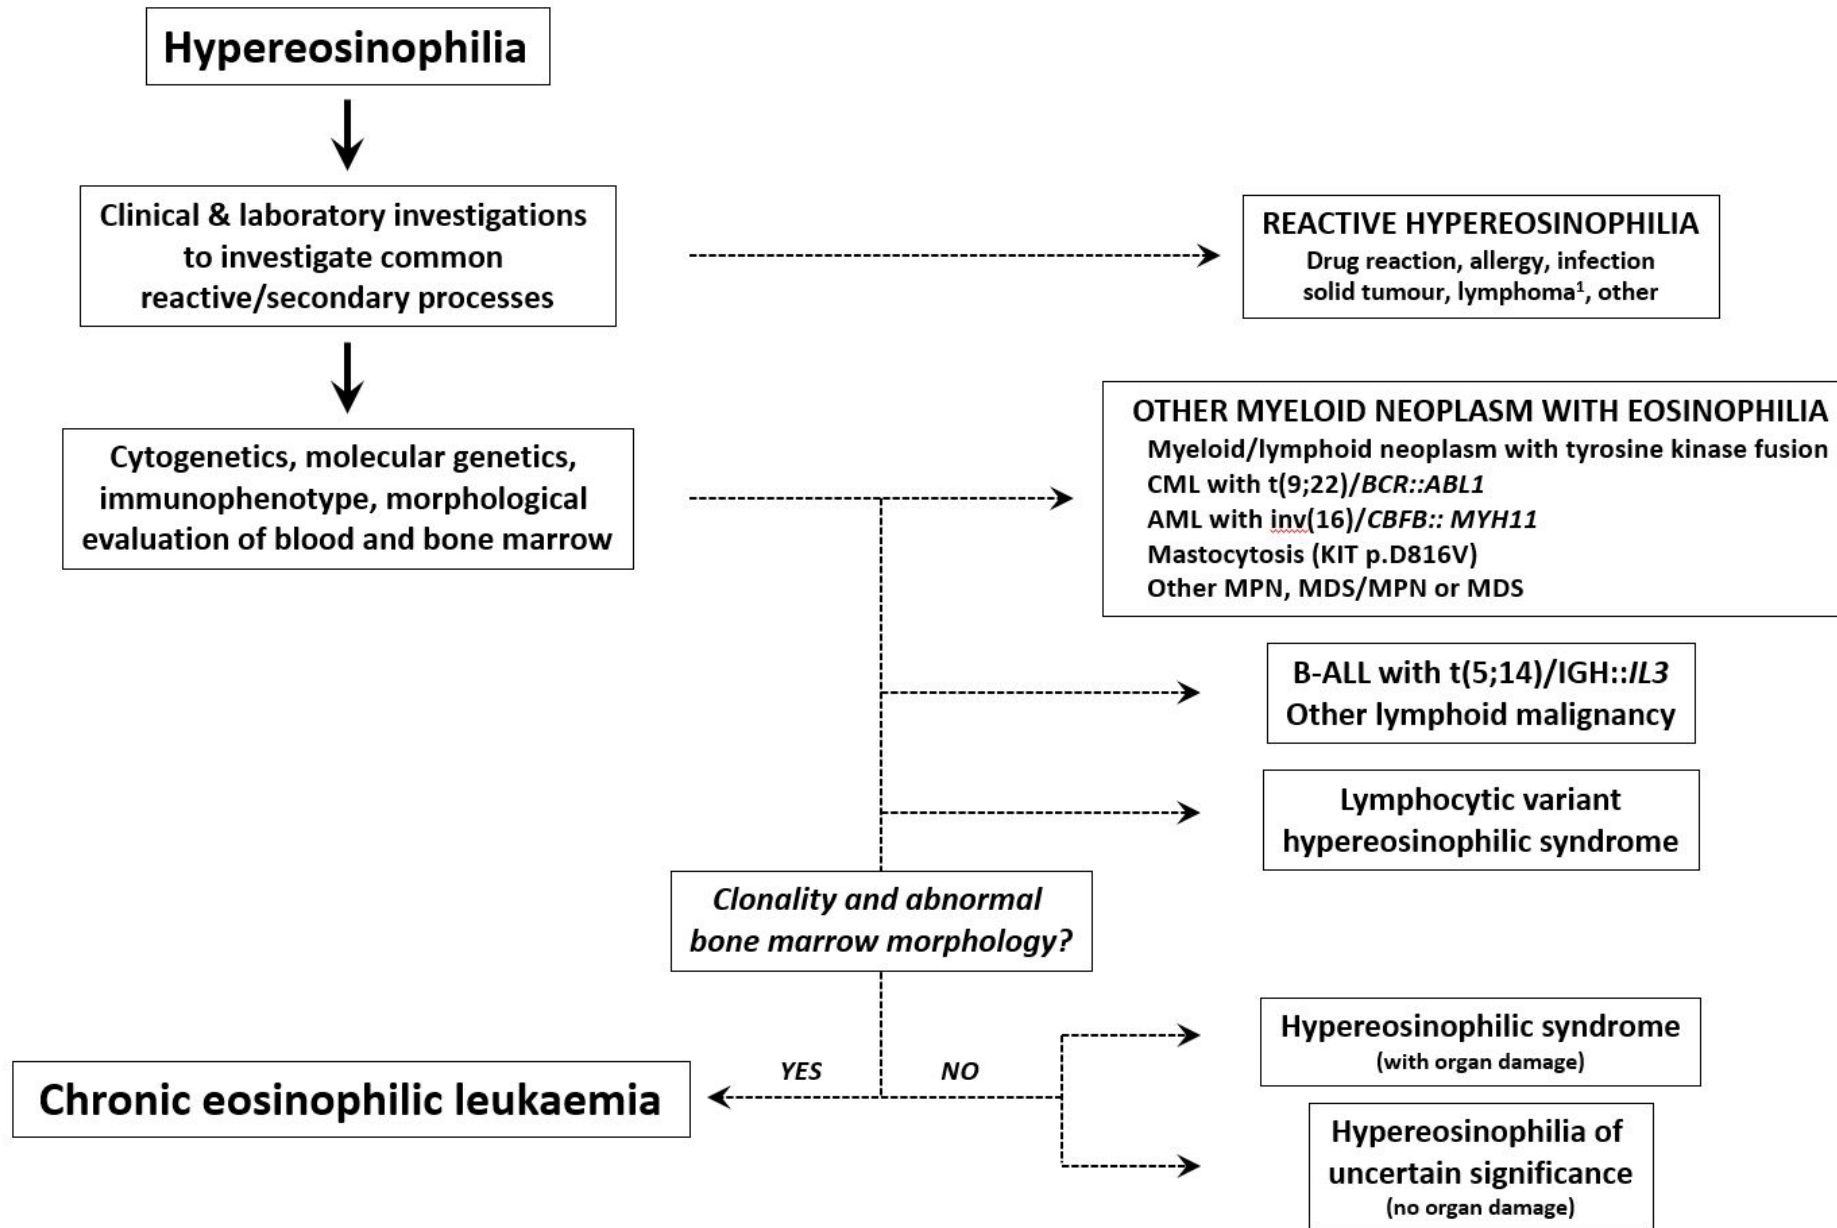 Hypereosinophilia
Clinical & laboratory investigations
to investigate common
reactive/secondary processes
REACTIVE HYPEREOSINOPHILIA
Drug reaction, allergy, infection
solid tumour, lymphoma¹, other
Cytogenetics, molecular genetics,
immunophenotype, morphological
evaluation of blood and bone marrow
OTHER MYELOID NEOPLASM WITH EOSINOPHILIA
Myeloid/lymphoid neoplasm with tyrosine kinase fusion
CML with t(9;22)/BCR::ABL1
AML with inv(16)/CBFB:: MYH11
Mastocytosis (KIT p.D816V)
Other MPN, MDS/MPN or MDS
B-ALL with t(5;14)/IGH::IL3
Other lymphoid malignancy
Lymphocytic variant
hypereosinophilic syndrome
Clonality and abnormal
bone marrow morphology?
YES
NO
Chronic eosinophilic leukaemia
Hypereosinophilic syndrome
(with organ damage)
Hypereosinophilia of
uncertain significance
(no organ damage)